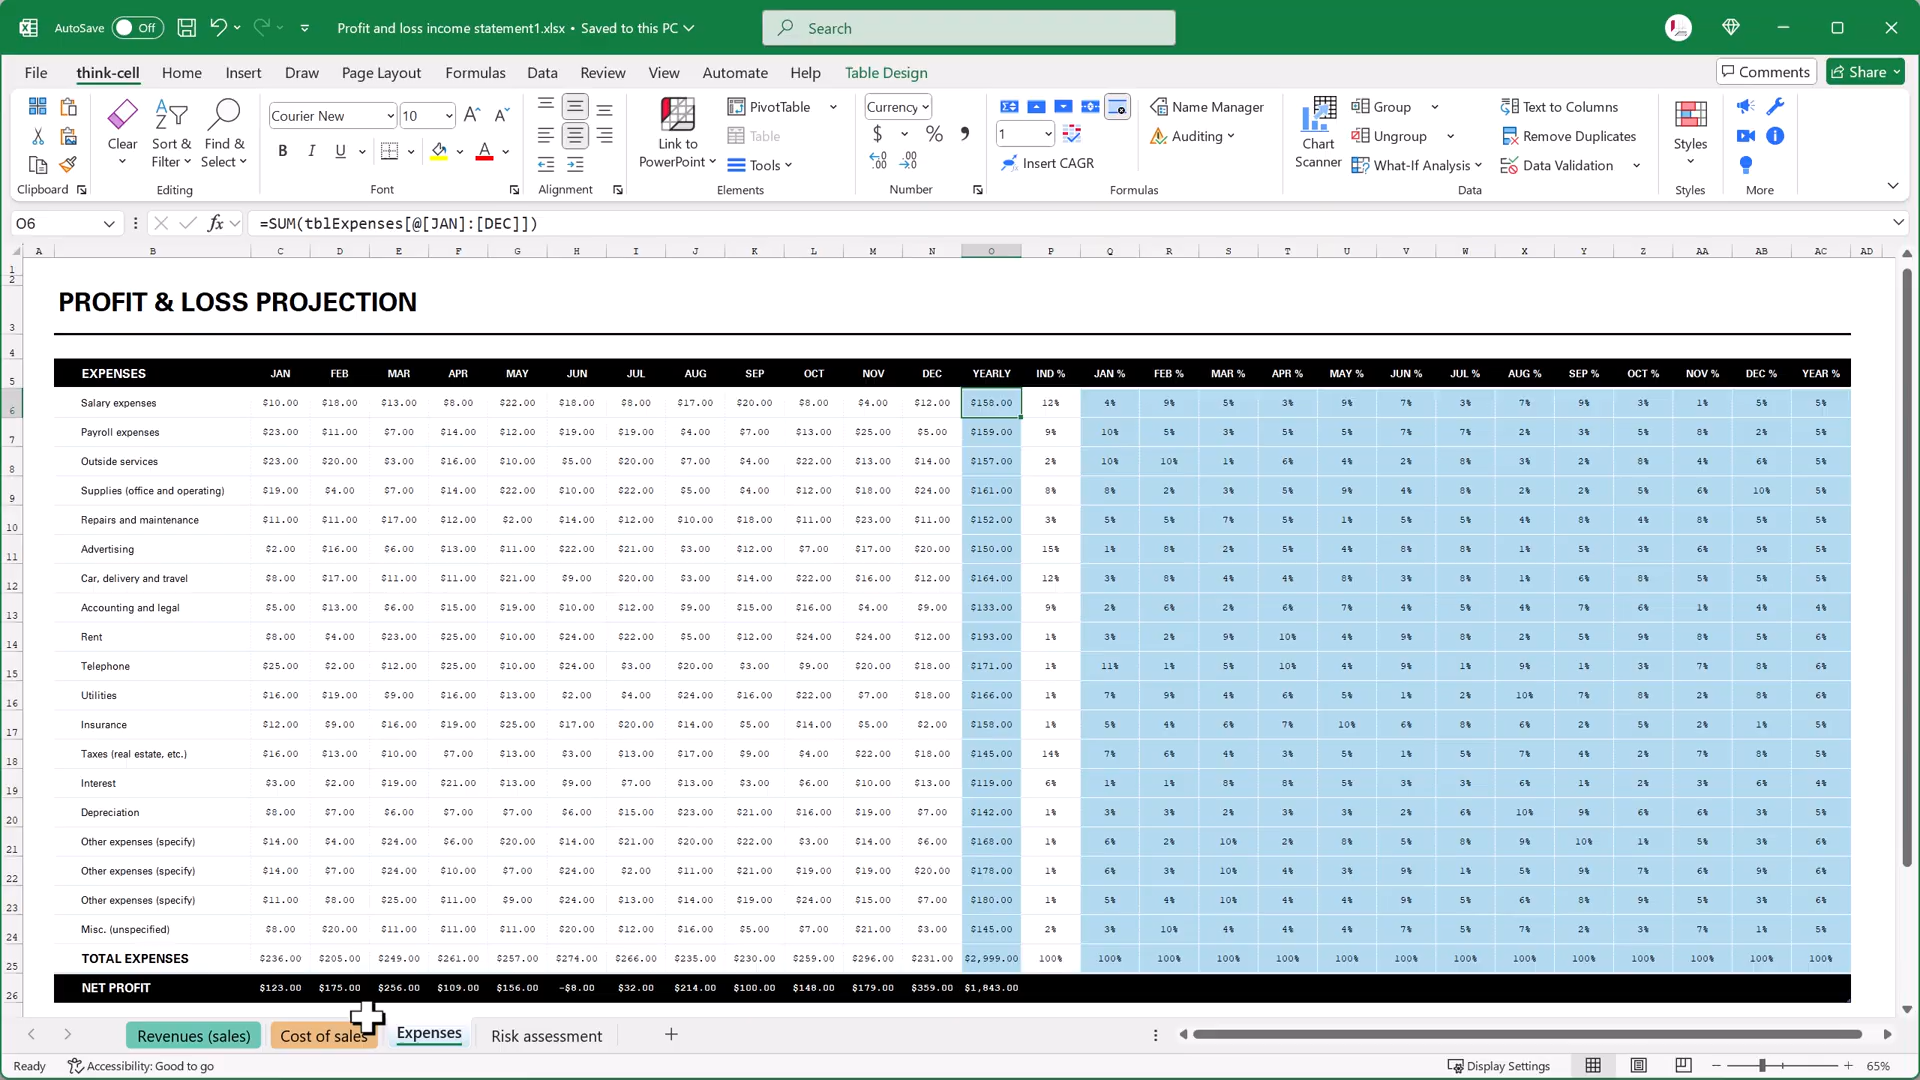 AutoSave Off Profit and loss income statement1.xlsx • Saved to this PC Search
File think-cell Home Insert Draw Page Layout Formulas Data Review View Automate Help Table Design Comments Share
Clear Sort & Filter Find & Select Courier New 10 Link to PowerPoint PivotTable Currency Name Manager Chart Scanner Group Text to Columns Styles
Table 1 Auditing Ungroup Remove Duplicates
Tools Insert CAGR What-If Analysis Data Validation
Clipboard Editing Font Alignment Elements Number Formulas Data Styles More
O6 fx =SUM(tblExpenses[@[JAN]:[DEC]])
A B C D E F G H I J K L M N O P Q R S T U V W X Y Z AA AB AC AD
1
2
3 PROFIT & LOSS PROJECTION
4
5 EXPENSES JAN FEB MAR APR MAY JUN JUL AUG SEP OCT NOV DEC YEARLY IND % JAN % FEB % MAR % APR % MAY % JUN % JUL % AUG % SEP % OCT % NOV % DEC % YEAR %
6 Salary expenses $10.00 $18.00 $13.00 $8.00 $22.00 $18.00 $8.00 $17.00 $20.00 $8.00 $4.00 $12.00 $158.00 12% 4% 9% 5% 3% 9% 7% 3% 7% 9% 3% 1% 5% 5%
7 Payroll expenses $23.00 $11.00 $7.00 $14.00 $12.00 $19.00 $19.00 $4.00 $7.00 $13.00 $25.00 $5.00 $159.00 9% 10% 5% 3% 5% 5% 7% 7% 2% 3% 5% 8% 2% 5%
8 Outside services $23.00 $20.00 $3.00 $16.00 $10.00 $5.00 $20.00 $7.00 $4.00 $22.00 $13.00 $14.00 $157.00 2% 10% 10% 1% 6% 4% 2% 8% 3% 2% 8% 4% 6% 5%
9 Supplies (office and operating) $19.00 $4.00 $7.00 $14.00 $22.00 $10.00 $22.00 $5.00 $4.00 $12.00 $18.00 $24.00 $161.00 8% 8% 2% 3% 5% 9% 4% 8% 2% 2% 5% 6% 10% 5%
10 Repairs and maintenance $11.00 $11.00 $17.00 $12.00 $2.00 $14.00 $12.00 $10.00 $18.00 $11.00 $23.00 $11.00 $152.00 3% 5% 5% 7% 5% 1% 5% 5% 4% 8% 4% 8% 5% 5%
11 Advertising $2.00 $16.00 $6.00 $13.00 $11.00 $22.00 $21.00 $3.00 $12.00 $7.00 $17.00 $20.00 $150.00 15% 1% 8% 2% 5% 4% 8% 8% 1% 5% 3% 6% 9% 5%
12 Car, delivery and travel $8.00 $17.00 $11.00 $11.00 $21.00 $9.00 $20.00 $3.00 $14.00 $22.00 $16.00 $12.00 $164.00 12% 3% 8% 4% 4% 8% 3% 8% 1% 6% 8% 5% 5% 5%
13 Accounting and legal $5.00 $13.00 $6.00 $15.00 $19.00 $10.00 $12.00 $9.00 $15.00 $16.00 $4.00 $9.00 $133.00 9% 2% 6% 2% 6% 7% 4% 5% 4% 7% 6% 1% 4% 4%
14 Rent $8.00 $4.00 $23.00 $25.00 $10.00 $24.00 $22.00 $5.00 $12.00 $24.00 $24.00 $12.00 $193.00 1% 3% 2% 9% 10% 4% 9% 8% 2% 5% 9% 8% 5% 6%
15 Telephone $25.00 $2.00 $12.00 $25.00 $10.00 $24.00 $3.00 $20.00 $3.00 $9.00 $20.00 $18.00 $171.00 1% 11% 1% 5% 10% 4% 9% 1% 9% 1% 3% 7% 8% 6%
16 Utilities $16.00 $19.00 $9.00 $16.00 $13.00 $2.00 $4.00 $24.00 $16.00 $22.00 $7.00 $18.00 $166.00 1% 7% 9% 4% 6% 5% 1% 2% 10% 7% 8% 2% 8% 6%
17 Insurance $12.00 $9.00 $16.00 $19.00 $25.00 $17.00 $20.00 $14.00 $5.00 $14.00 $5.00 $2.00 $158.00 1% 5% 4% 6% 7% 10% 6% 8% 6% 2% 5% 2% 1% 5%
18 Taxes (real estate, etc.) $16.00 $13.00 $10.00 $7.00 $13.00 $3.00 $13.00 $17.00 $9.00 $4.00 $22.00 $18.00 $145.00 14% 7% 6% 4% 3% 5% 1% 5% 7% 4% 2% 7% 8% 5%
19 Interest $3.00 $2.00 $19.00 $21.00 $13.00 $9.00 $7.00 $13.00 $3.00 $6.00 $10.00 $13.00 $119.00 6% 1% 1% 8% 8% 5% 3% 3% 6% 1% 2% 3% 6% 4%
20 Depreciation $8.00 $7.00 $6.00 $7.00 $7.00 $6.00 $15.00 $23.00 $21.00 $16.00 $19.00 $7.00 $142.00 1% 3% 3% 2% 3% 3% 2% 6% 10% 9% 6% 6% 3% 5%
21 Other expenses (specify) $14.00 $4.00 $24.00 $6.00 $20.00 $14.00 $21.00 $20.00 $22.00 $3.00 $14.00 $6.00 $168.00 1% 6% 2% 10% 2% 8% 5% 8% 9% 10% 1% 5% 3% 6%
22 Other expenses (specify) $14.00 $7.00 $24.00 $10.00 $7.00 $24.00 $2.00 $11.00 $21.00 $19.00 $19.00 $20.00 $178.00 1% 6% 3% 10% 4% 3% 9% 1% 5% 9% 7% 6% 9% 6%
23 Other expenses (specify) $11.00 $8.00 $25.00 $11.00 $9.00 $24.00 $13.00 $14.00 $19.00 $24.00 $15.00 $7.00 $180.00 1% 5% 4% 10% 4% 4% 9% 5% 6% 8% 9% 5% 3% 6%
24 Misc. (unspecified) $8.00 $20.00 $11.00 $11.00 $11.00 $20.00 $12.00 $16.00 $5.00 $7.00 $21.00 $3.00 $145.00 2% 3% 10% 4% 4% 4% 7% 5% 7% 2% 3% 7% 1% 5%
25 TOTAL EXPENSES $236.00 $205.00 $249.00 $261.00 $257.00 $274.00 $266.00 $235.00 $230.00 $259.00 $296.00 $231.00 $2,999.00 100% 100% 100% 100% 100% 100% 100% 100% 100% 100% 100% 100% 100% 100%
26 NET PROFIT $123.00 $175.00 $256.00 $109.00 $156.00 -$8.00 $32.00 $214.00 $100.00 $148.00 $179.00 $359.00 $1,843.00
Revenues (sales) Cost of sales Expenses Risk assessment
Ready Accessibility: Good to go Display Settings 65%